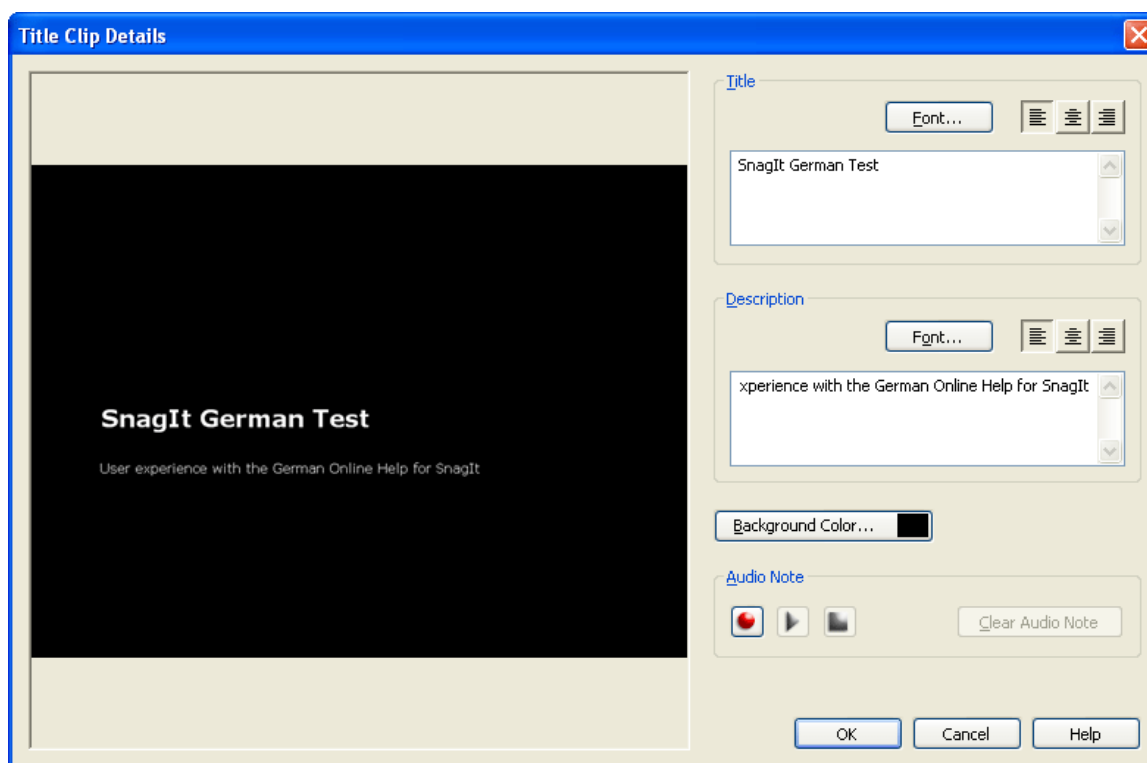 Title Clip Details
SnagIt German Test
User experience with the German Online Help for SnagIt
Title
Font...
SnagIt German Test
Description
Font...
xperience with the German Online Help for SnagIt
Background Color...
Audio Note
Clear Audio Note
OK Cancel Help